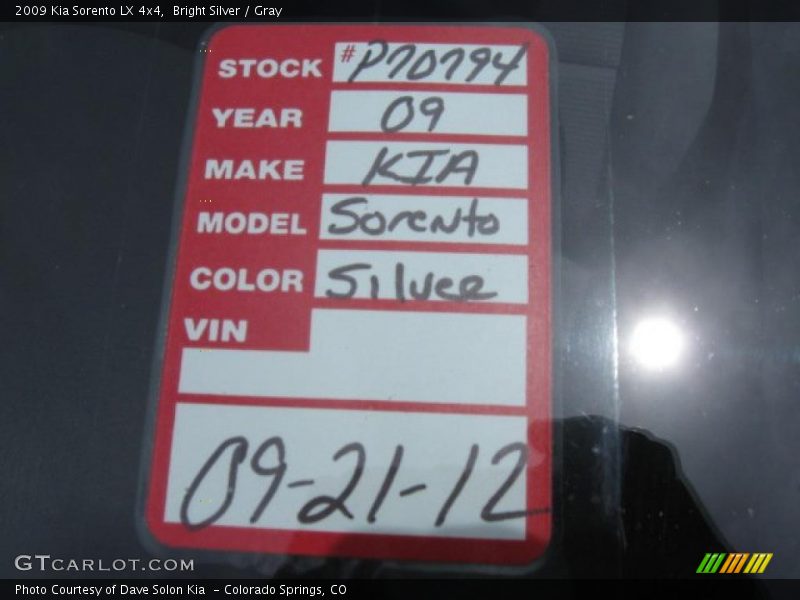 2009 Kia Sorento LX 4x4,  Bright Silver / Gray
STOCK #P70794
YEAR 09
MAKE KIA
MODEL Sorento
COLOR Silver
VIN
09-21-12
GTCARLOT.COM
Photo Courtesy of Dave Solon Kia  - Colorado Springs, CO